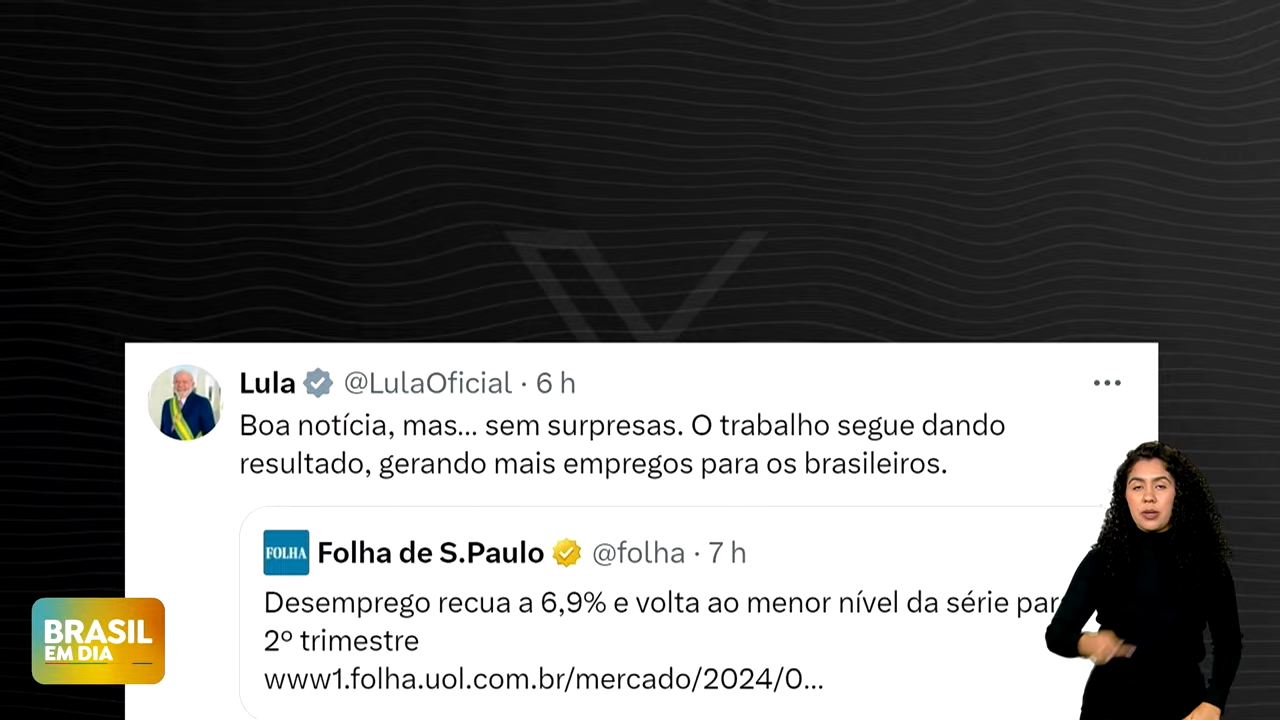 Lula @LulaOficial · 6 h
Boa notícia, mas... sem surpresas. O trabalho segue dando
resultado, gerando mais empregos para os brasileiros.
FOLHA
Folha de S.Paulo @folha · 7 h
Desemprego recua a 6,9% e volta ao menor nível da série
2º trimestre
www1.folha.uol.com.br/mercado/2024/0...
BRASIL
EM DIA